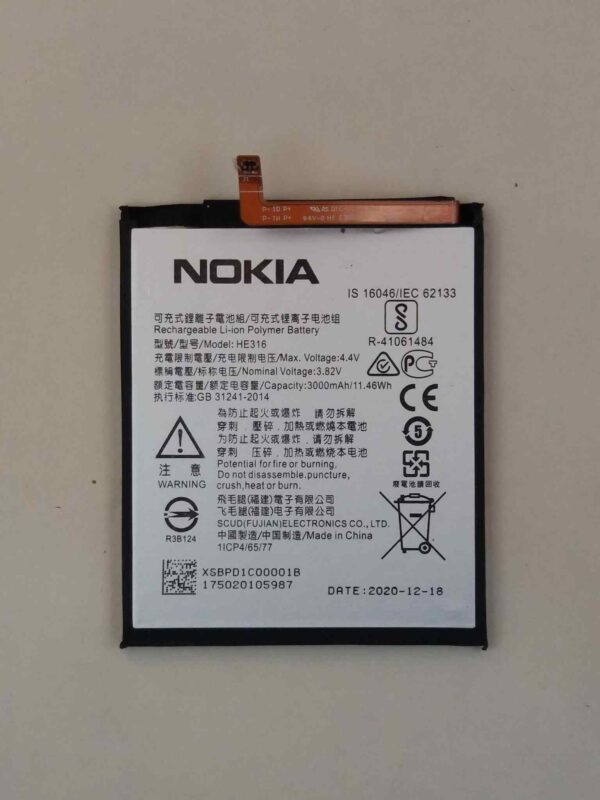 P-ID P+
P-TH P+
94V-0
NOKIA
IS 16046/IEC 62133
可充式鋰離子電池組/可充式锂离子电池组
Rechargeable Li-ion Polymer Battery
R-41061484
型號/型号/Model: HE316
充電限制電壓/充电限制电压/Max. Voltage: 4.4V
標稱電壓/标称电压/Nominal Voltage: 3.82V
額定電容量/额定电容量/Capacity: 3000mAh/11.46Wh
执行标准:GB 31241-2014
CE
為防止起火或爆炸 請勿拆解
穿刺﹑壓碎﹑加熱或燃燒本電池
为防止起火或爆炸 请勿拆解
穿刺﹑压碎﹑加热或燃烧本电池
Potential for fire or burning.
Do not disassemble, puncture,
crush,heat or burn.
注 意
WARNING
5
廢電池請回收
飛毛腿(福建)電子有限公司
飞毛腿(福建)电子有限公司
SCUD(FUJIAN)ELECTRONICS CO., LTD.
中國製造/中国制造/Made in China
1ICP4/65/77
R3B124
XSBPD1C00001B
175020105987
DATE:2020-12-18